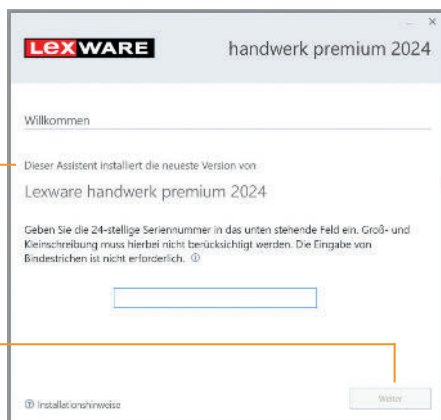 LEXWARE
handwerk premium 2024
Willkommen
Dieser Assistent installiert die neueste Version von
Lexware handwerk premium 2024
Geben Sie die 24-stellige Seriennummer in das unten stehende Feld ein. Groß- und
Kleinschreibung muss hierbei nicht berücksichtigt werden. Die Eingabe von
Bindestrichen ist nicht erforderlich.
Installationshinweise
Weiter